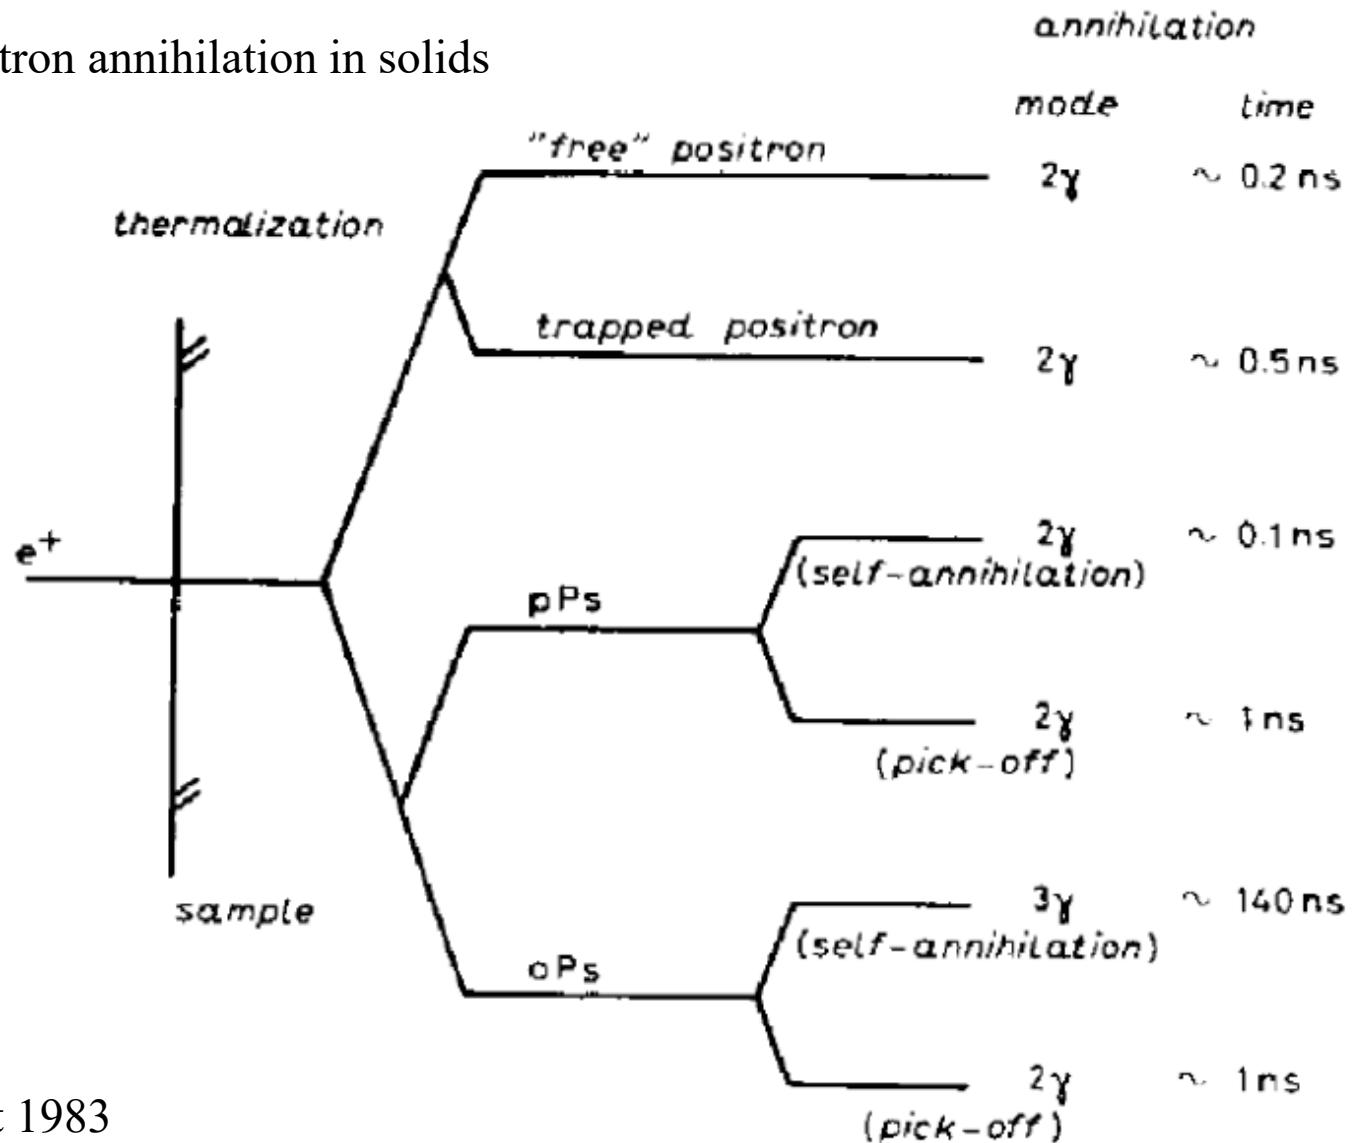 annihilation
tron annihilation in solids
mode time
"free" positron 2γ ~ 0.2 ns
thermalization
trapped positron 2γ ~ 0.5 ns
e+
2γ ~ 0.1 ns
(self-annihilation)
pPs
2γ ~ 1 ns
(pick-off)
sample
3γ ~ 140 ns
(self-annihilation)
oPs
2γ ~ 1 ns
1983
(pick-off)